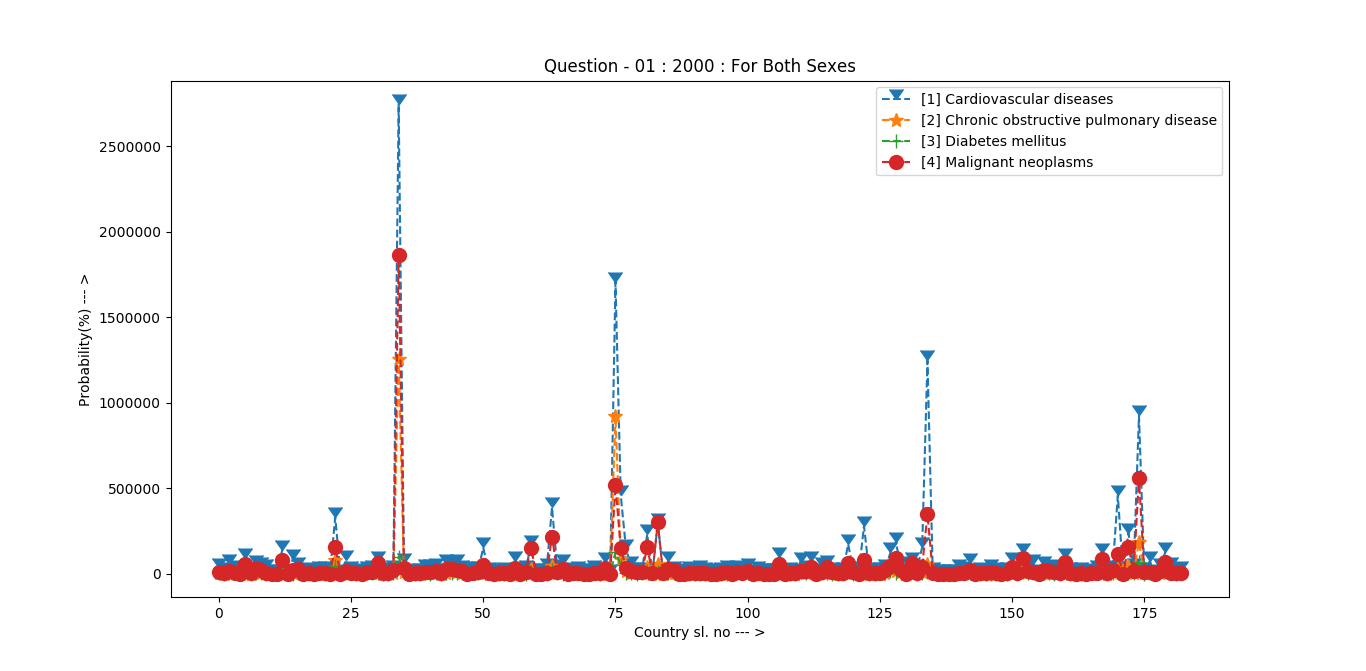 Question - 01 : 2000 : For Both Sexes
[1] Cardiovascular diseases
[2] Chronic obstructive pulmonary disease
[3] Diabetes mellitus
[4] Malignant neoplasms
Probability(%) --- >
2500000
2000000
1500000
1000000
500000
0
0 25 50 75 100 125 150 175
Country sl. no --- >